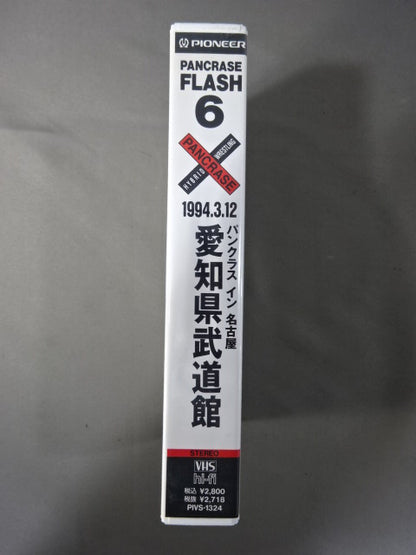 PIONEER
PANCRASE
FLASH
6
PANCRASE
HYBRID WRESTLING
1994.3.12
パンクラス イン 名古屋
愛知県武道館
STEREO
VHS
hi-fi
税込 ¥2,800
税抜 ¥2,718
PIVS-1324